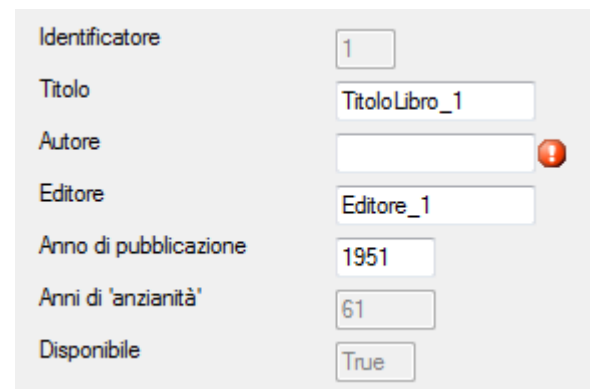 Identificatore 1
Titolo TitoloLibro_1
Autore
Editore Editore_1
Anno di pubblicazione 1951
Anni di 'anzianità' 61
Disponibile True